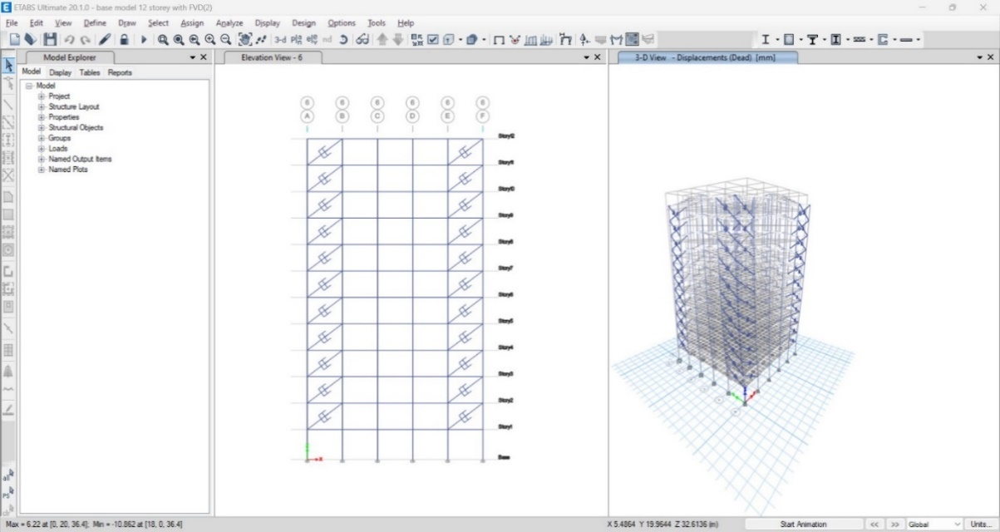 ETABS Ultimate 20.1.0 - base model 12 storey with FVD(2)
File Edit View Define Draw Select Assign Analyze Display Design Options Tools Help
3-d
nd
Model Explorer
Elevation View - 6
3-D View - Displacements (Dead) [mm]
Model Display Tables Reports
Model
Project
Structure Layout
Properties
Structural Objects
Groups
Loads
Named Output Items
Named Plots
6 6 6 6 6 6
A B C D E F
Story12
Story11
Story10
Story9
Story8
Story7
Story6
Story5
Story4
Story3
Story2
Story1
Base
X
all
PS
clr
Max = 6.22 at [0, 20, 36.4]; Min = -10.862 at [18, 0, 36.4]
X 5.4864 Y 19.9644 Z 32.6136 (m)
Start Animation
<< >>
Global
Units...